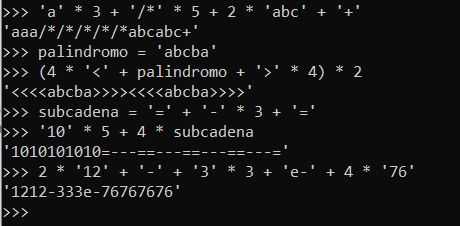 >>> 'a' * 3 + '/*' * 5 + 2 * 'abc' + '+'
'aaa/*/*/*/*/*abcabc+'
>>> palindromo = 'abcba'
>>> (4 * '<' + palindromo + '>' * 4) * 2
'<<<<abcba>>>><<<<abcba>>>>'
>>> subcadena = '=' + '-' * 3 + '='
>>> '10' * 5 + 4 * subcadena
'1010101010=---==---==---==---='
>>> 2 * '12' + '-' + '3' * 3 + 'e-' + 4 * '76'
'1212-333e-76767676'
>>>